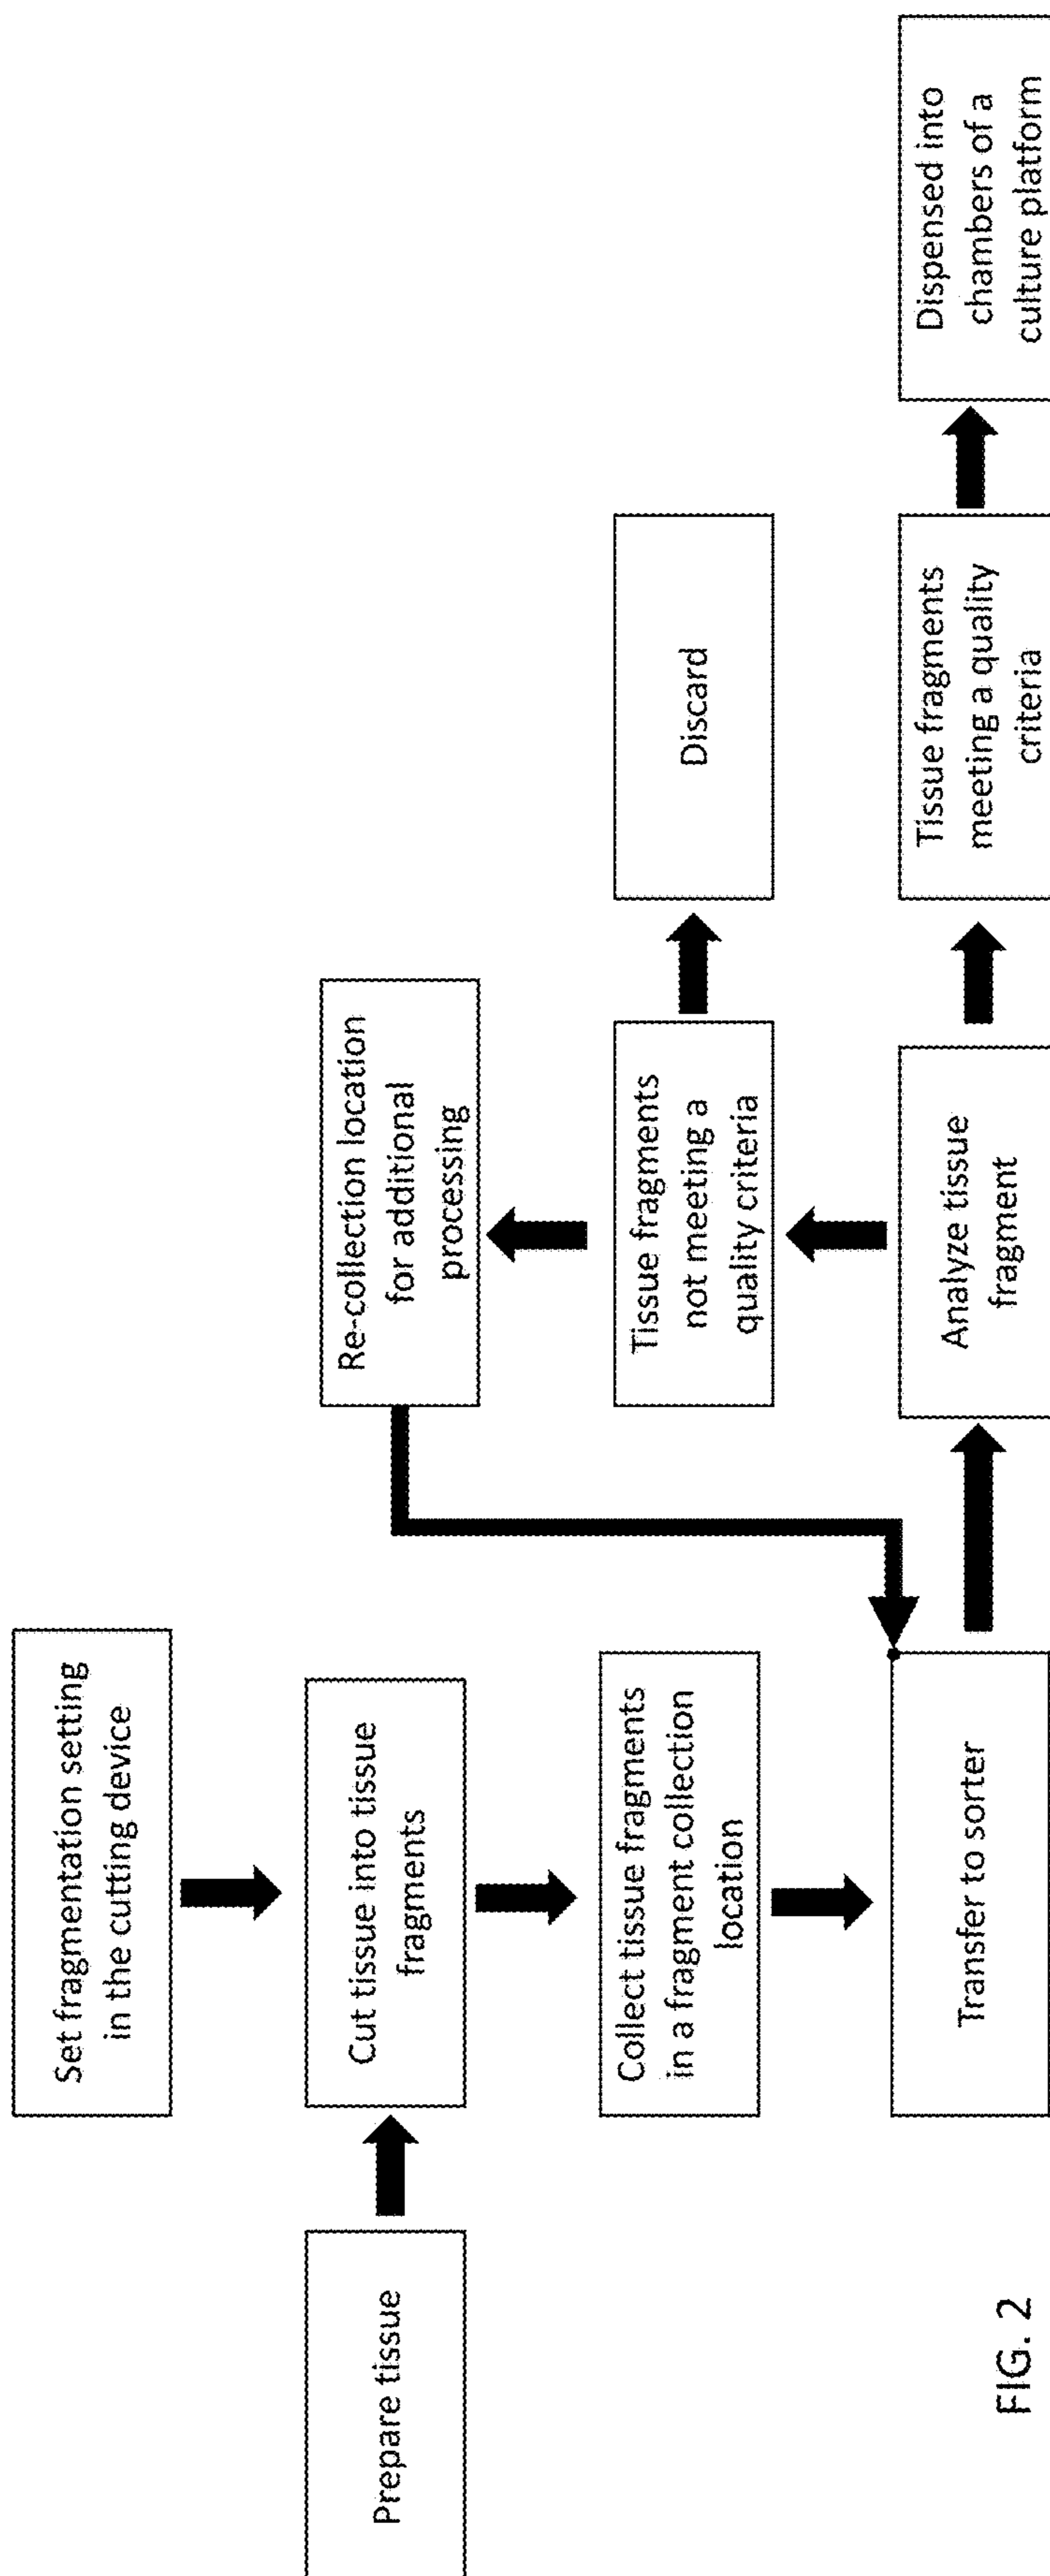 Set fragmentation setting
in the cutting device
Prepare tissue
Cut tissue into tissue
fragments
Re-collection location
for additional
processing
Collect tissue fragments
in a fragment collection
location
Tissue fragments
not meeting a
quality criteria
Discard
Transfer to sorter
Analyze tissue
fragment
Tissue fragments
meeting a quality
criteria
Dispensed into
chambers of a
culture platform
FIG. 2